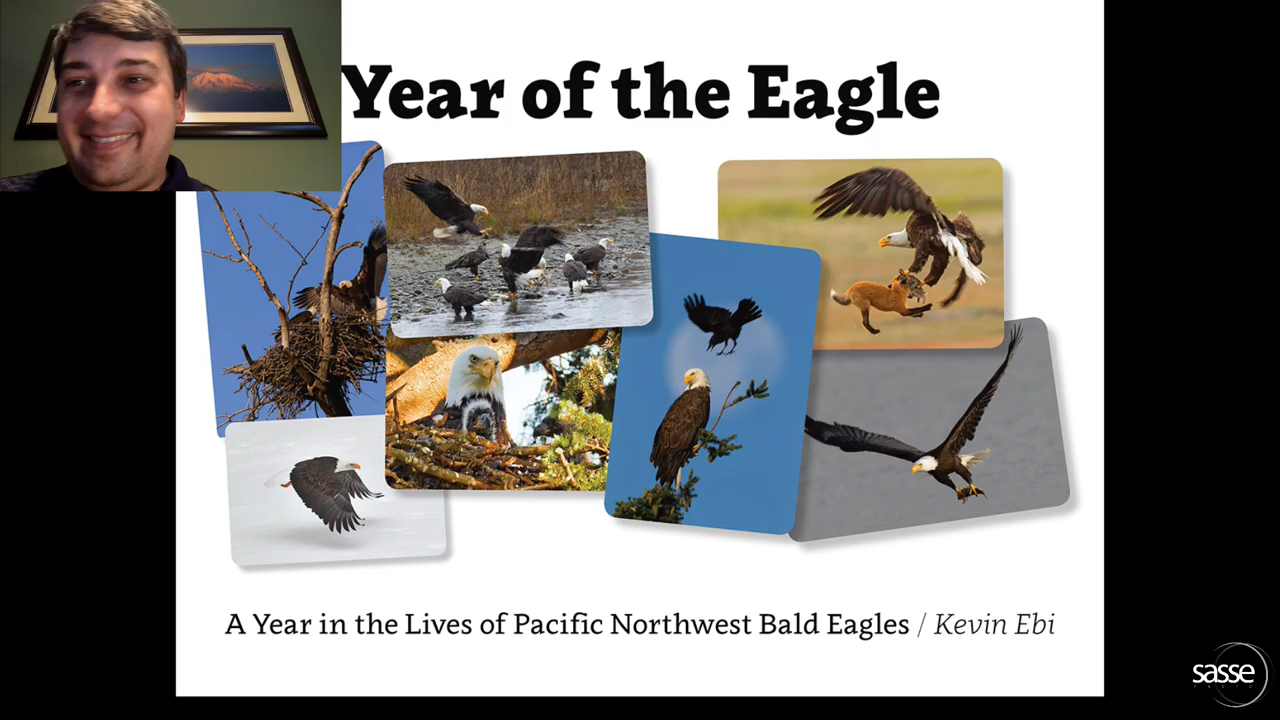 Year of the Eagle
A Year in the Lives of Pacific Northwest Bald Eagles / Kevin Ebi
sasse